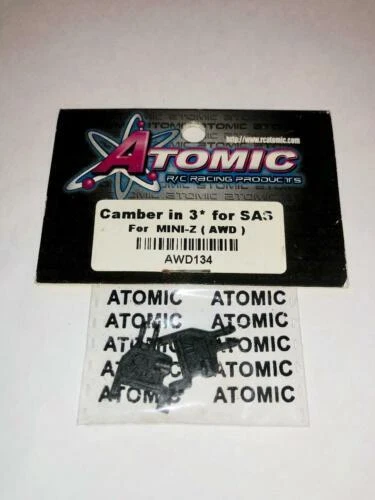 ATOMIC ATOMIC ATOMIC
http://www.rcatomic.com
ATOMIC
R/C RACING PRODUCTS
Camber in 3* for SAS
For MINI-Z ( AWD )
AWD134
ATOMIC ATOMIC
ATOMIC ATOMIC
ATOMIC ATOMIC
ATOMIC ATOMIC
ATOMIC ATOMIC